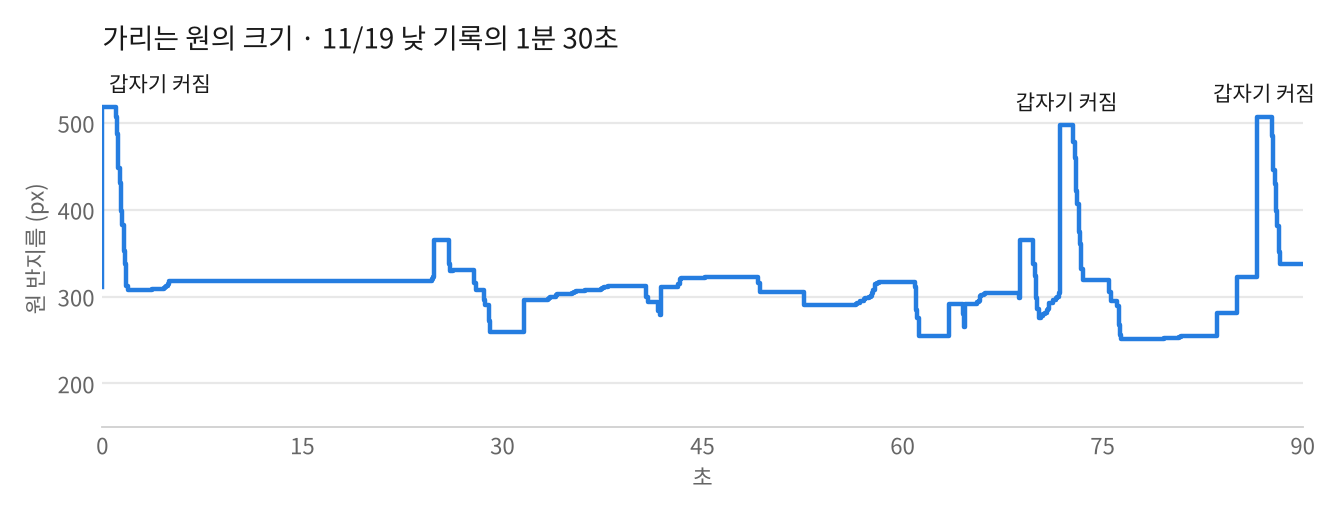 가리는 원의 크기 · 11/19 낮 기록의 1분 30초
갑자기 커짐
갑자기 커짐
갑자기 커짐
원 반지름 (px)
500
400
300
200
0 15 30 45 60 75 90
초